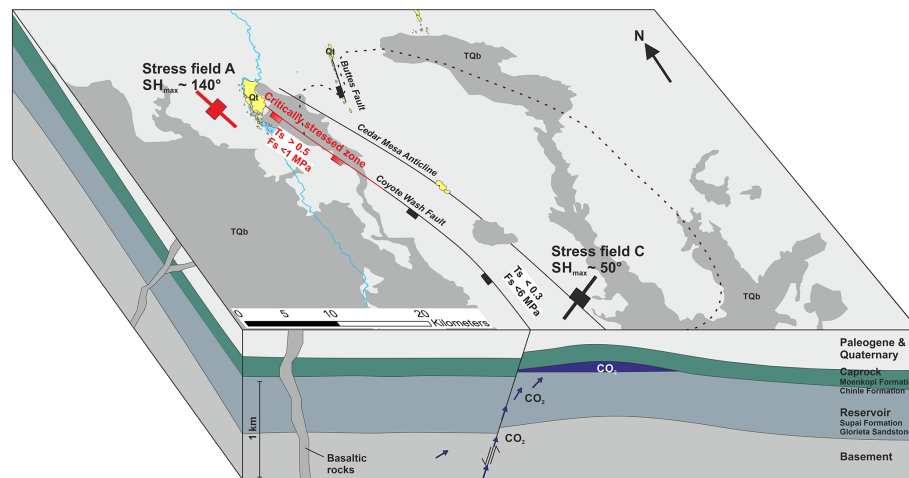 N
TQb
Qt
Buttes Fault
Stress field A
SHmax~ 140°
Qt
Critically stressed zone
Ts > 0.5
Fs <1 MPa
Cedar Mesa Anticline
Coyote Wash Fault
TQb
Stress field C
SHmax~ 50°
Ts < 0.3
Fs <6 MPa
TQb
0 5 10 20
Kilometers
Paleogene &
Quaternary
CO2
Caprock
Moenkopi Formati
Chinle Formation
CO2
Reservoir
Supai Formation
Glorieta Sandston
1 km
CO2
Basaltic
rocks
Basement